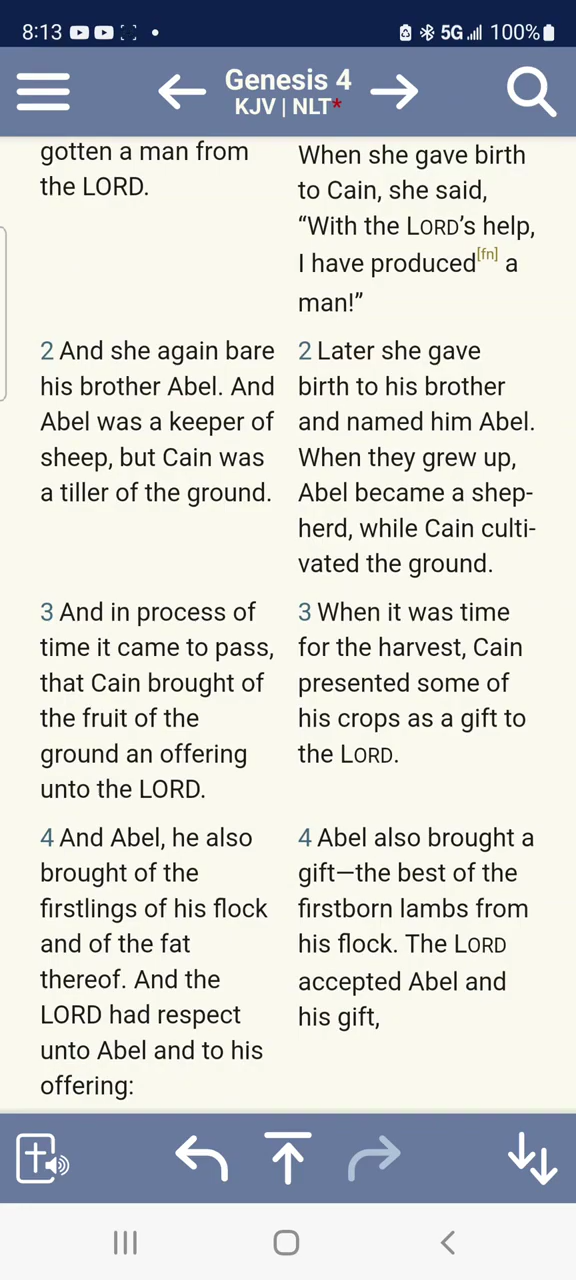 8:13
5G 100%
Genesis 4
KJV | NLT*
gotten a man from
the LORD.
When she gave birth
to Cain, she said,
“With the LORD’s help,
I have produced[fn] a
man!”
2 And she again bare
his brother Abel. And
Abel was a keeper of
sheep, but Cain was
a tiller of the ground.
2 Later she gave
birth to his brother
and named him Abel.
When they grew up,
Abel became a shep-
herd, while Cain culti-
vated the ground.
3 And in process of
time it came to pass,
that Cain brought of
the fruit of the
ground an offering
unto the LORD.
3 When it was time
for the harvest, Cain
presented some of
his crops as a gift to
the LORD.
4 And Abel, he also
brought of the
firstlings of his flock
and of the fat
thereof. And the
LORD had respect
unto Abel and to his
offering:
4 Abel also brought a
gift—the best of the
firstborn lambs from
his flock. The LORD
accepted Abel and
his gift,